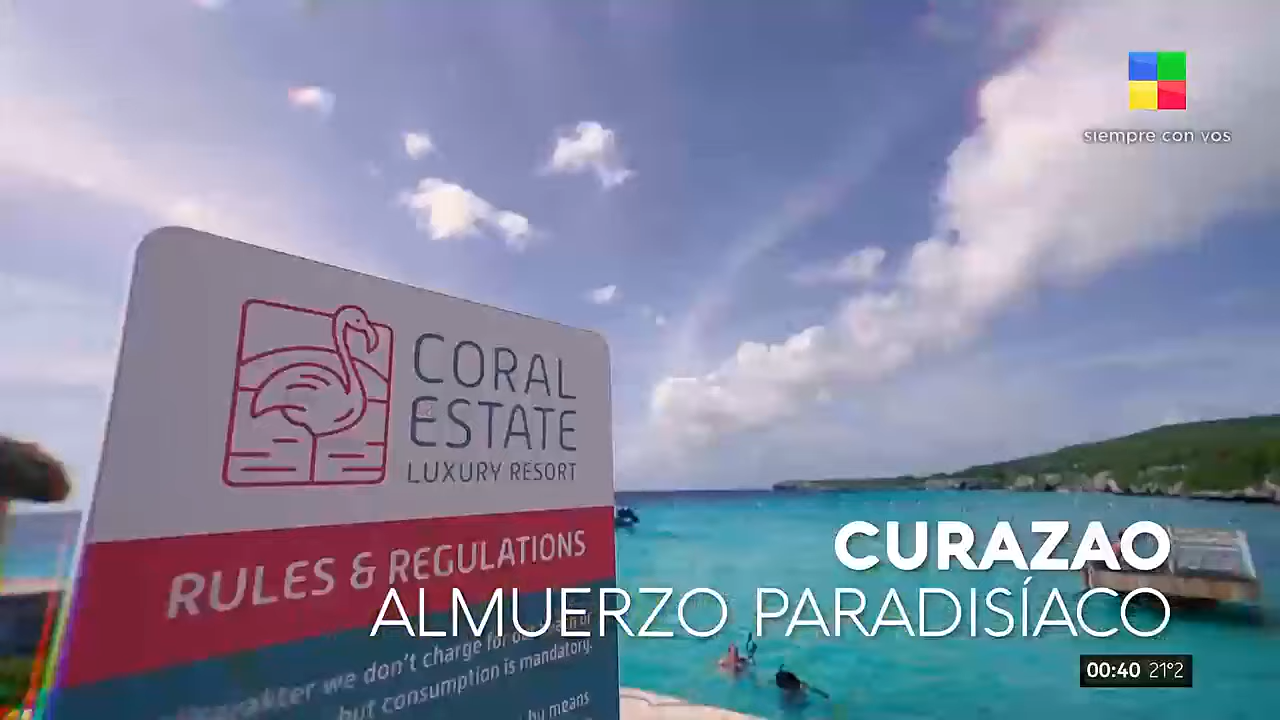 siempre con vos
CORAL
ESTATE
LUXURY RESORT
RULES & REGULATIONS
we don't charge for our
but consumption is mandatory.
by means
CURAZAO
ALMUERZO PARADISÍACO
00:40 21°2